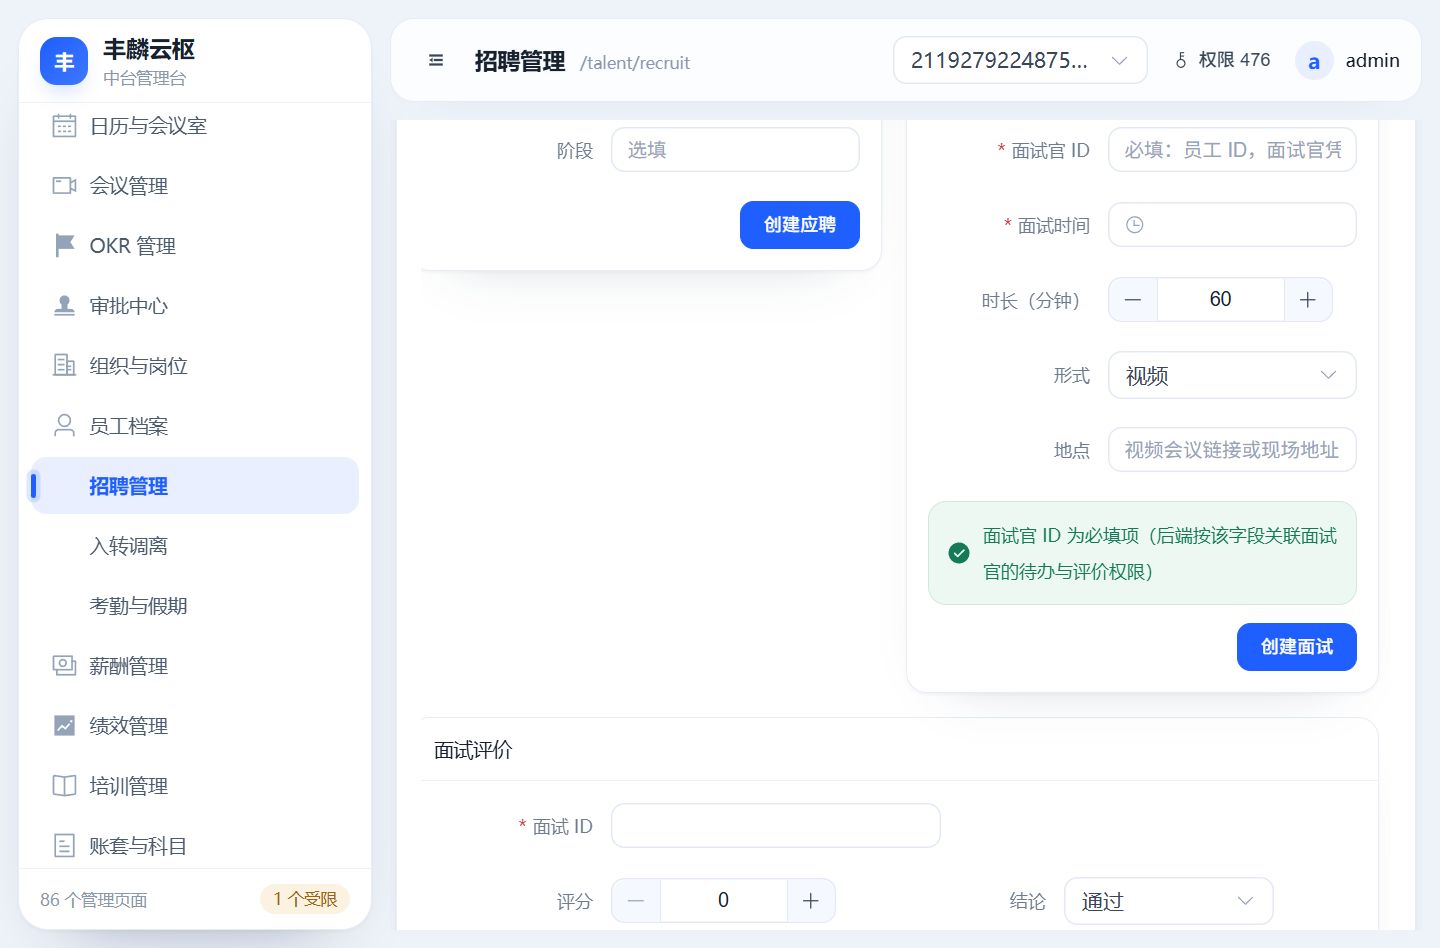 丰
丰麟云枢
中台管理台
日历与会议室
会议管理
OKR 管理
审批中心
组织与岗位
员工档案
招聘管理
入转调离
考勤与假期
薪酬管理
绩效管理
培训管理
账套与科目
86 个管理页面
1 个受限
招聘管理
/talent/recruit
2119279224875...
权限 476
a
admin
阶段
选填
创建应聘
* 面试官 ID
必填：员工 ID，面试官凭
* 面试时间
时长（分钟）
60
形式
视频
地点
视频会议链接或现场地址
面试官 ID 为必填项（后端按该字段关联面试
官的待办与评价权限）
创建面试
面试评价
* 面试 ID
评分
0
结论
通过